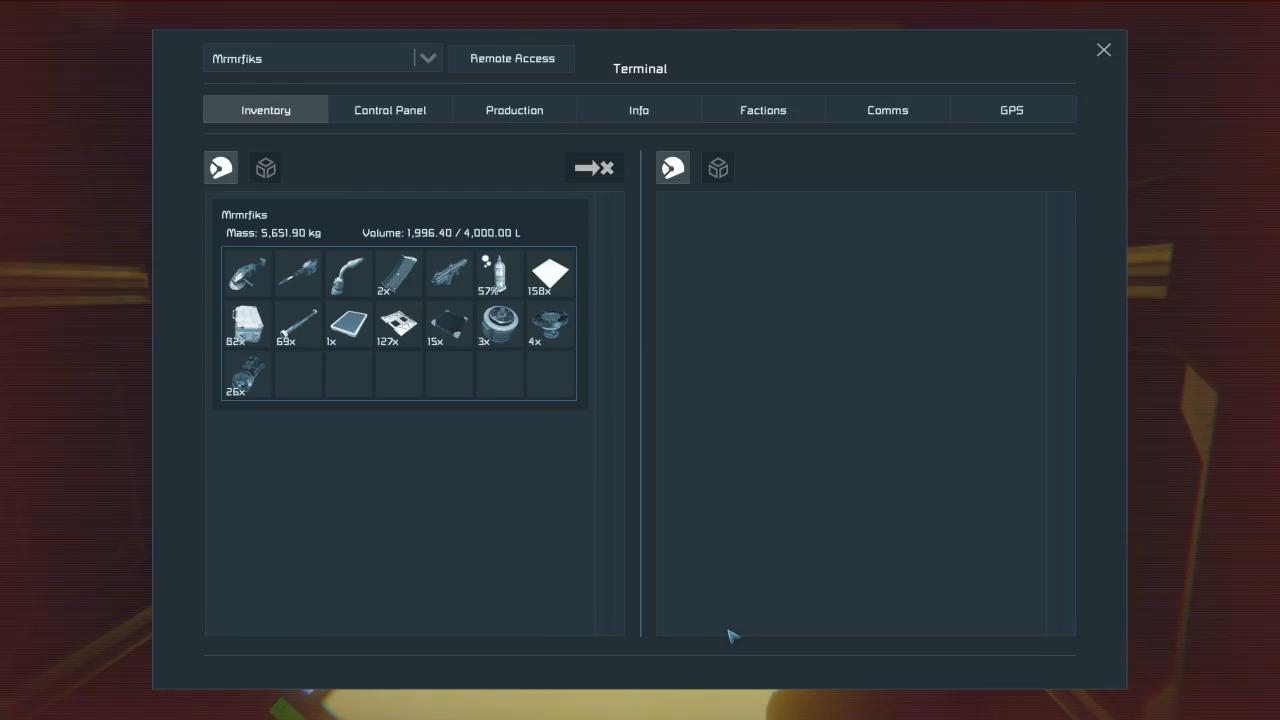 Mrmrfiks
Remote Access
Terminal
Inventory
Control Panel
Production
Info
Factions
Comms
GPS
Mrmrfiks
Mass: 5,651.90 kg
Volume: 1,996.40 / 4,000.00 L
2x
57%
158x
82x
69x
1x
127x
15x
3x
4x
26x